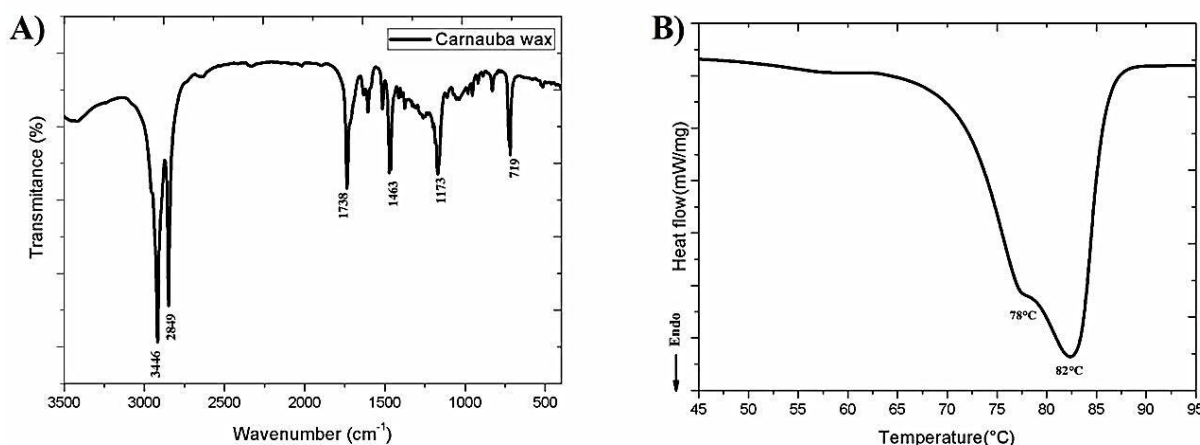 A)
Carnauba wax
Transmitance (%)
3446
2849
1738
1463
1173
719
3500 3000 2500 2000 1500 1000 500
Wavenumber (cm-1)
B)
Heat flow(mW/mg)
Endo
78°C
82°C
45 50 55 60 65 70 75 80 85 90 95
Temperature(°C)